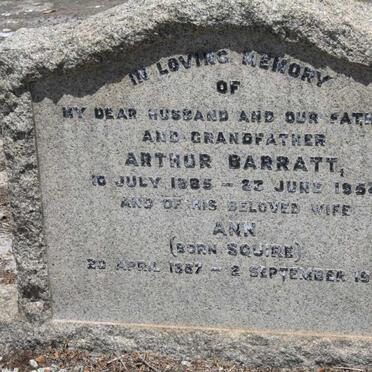 IN LOVING MEMORY
OF
MY DEAR HUSBAND AND OUR
AND GRANDFATHER
ARTHUR BARRATT,
10 JULY 1885 - 23 JUNE
AND OF HIS BELOVED WIFE
ANN
(BORN SQUIRE)
20 APRIL 1887 - 2 SEPTEMBER